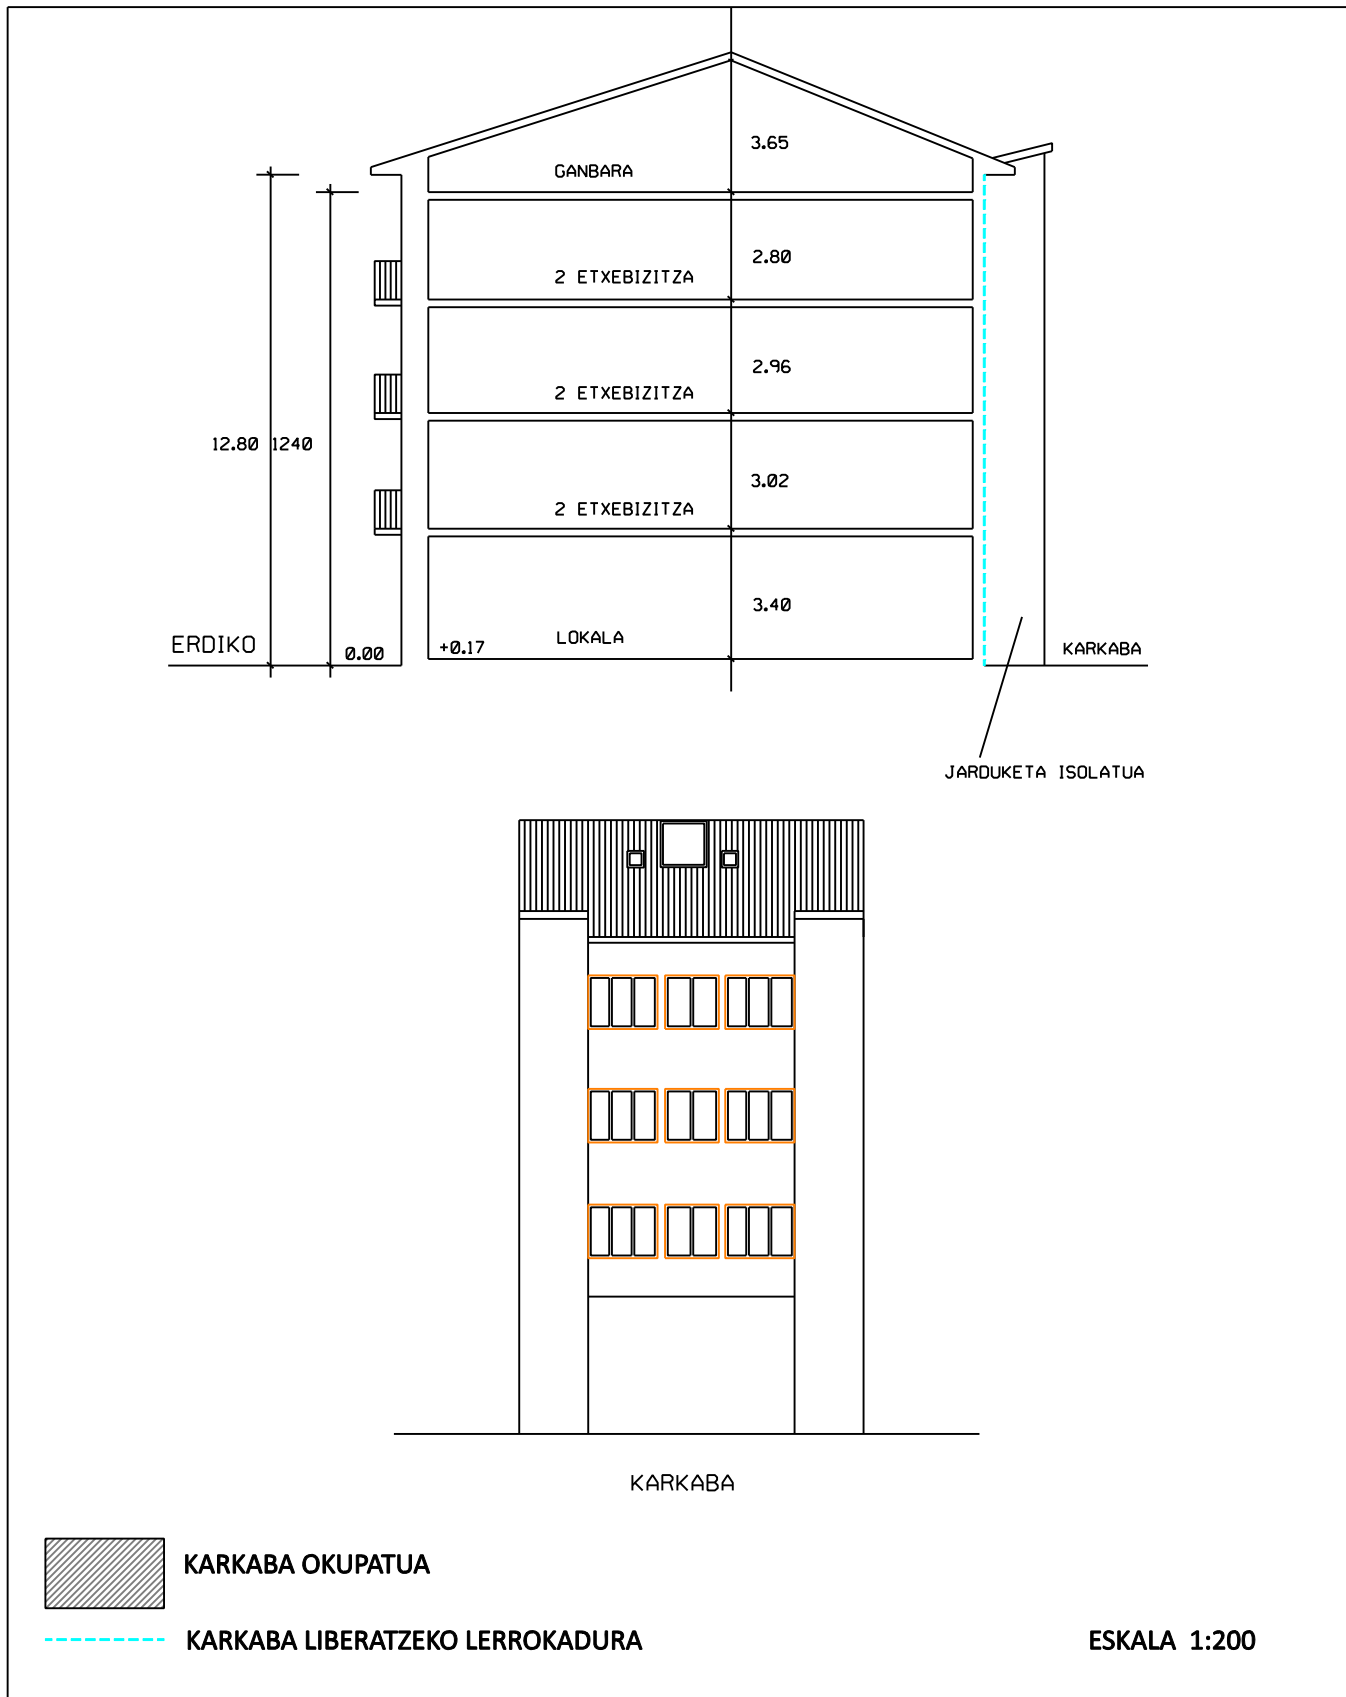 3.65
GANBARA
2.80
2 ETXEBIZITZA
2.96
2 ETXEBIZITZA
12.80 1240
3.02
2 ETXEBIZITZA
3.40
ERDIKO 0.00 +0.17 LOKALA KARKABA
JARDUKETA ISOLATUA
KARKABA
KARKABA OKUPATUA
KARKABA LIBERATZEKO LERROKADURA ESKALA 1:200